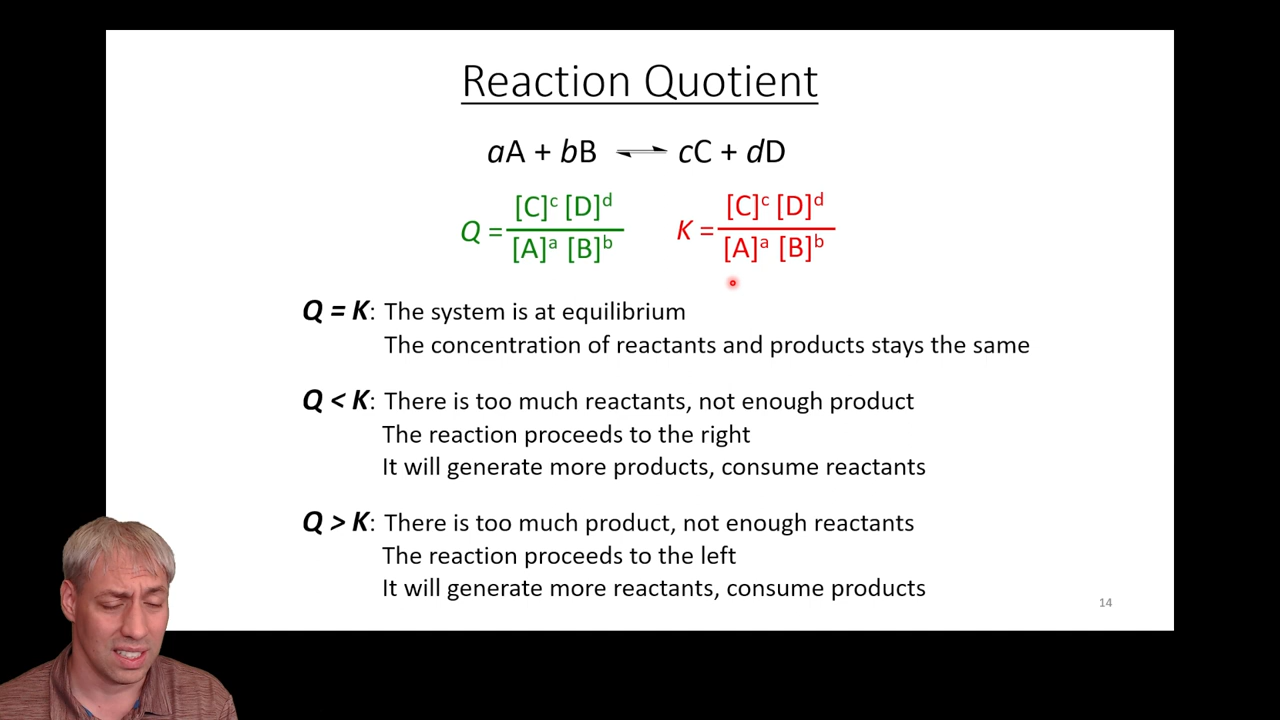 Reaction Quotient
aA + bB ⇌ cC + dD
Q = [C]ᶜ [D]ᵈ / [A]ᵃ [B]ᵇ K = [C]ᶜ [D]ᵈ / [A]ᵃ [B]ᵇ
Q = K: The system is at equilibrium
The concentration of reactants and products stays the same
Q < K: There is too much reactants, not enough product
The reaction proceeds to the right
It will generate more products, consume reactants
Q > K: There is too much product, not enough reactants
The reaction proceeds to the left
It will generate more reactants, consume products
14